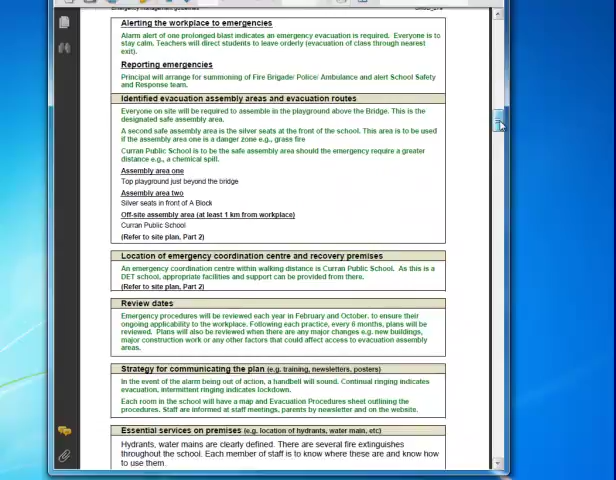 Emergency management guidelines
Alerting the workplace to emergencies
Alarm alert of one prolonged blast indicates an emergency evacuation is required. Everyone is to
stay calm. Teachers will direct students to leave orderly (evacuation of class through nearest
exit).
Reporting emergencies
Principal will arrange for summoning of Fire Brigade/ Police/ Ambulance and alert School Safety
and Response team.
Identified evacuation assembly areas and evacuation routes
Everyone on site will be required to assemble in the playground above the Bridge. This is the
designated safe assembly area.
A second safe assembly area is the silver seats at the front of the school. This area is to be used
if the assembly area one is a danger zone e.g., grass fire
Curran Public School is to be the safe assembly area should the emergency require a greater
distance e.g., a chemical spill.
Assembly area one
Top playground just beyond the bridge
Assembly area two
Silver seats in front of A Block
Off-site assembly area (at least 1 km from workplace)
Curran Public School
(Refer to site plan, Part 2)
Location of emergency coordination centre and recovery premises
An emergency coordination centre within walking distance is Curran Public School. As this is a
DET school, appropriate facilities and support can be provided from there.
(Refer to site plan, Part 2)
Review dates
Emergency procedures will be reviewed each year in February and October. to ensure their
ongoing applicability to the workplace. Following each practice, every 6 months, plans will be
reviewed. Plans will also be reviewed when there are any major changes e.g. new buildings,
major construction work or any other factors that could affect access to evacuation assembly
areas.
Strategy for communicating the plan (e.g. training, newsletters, posters)
In the event of the alarm being out of action, a handbell will sound. Continual ringing indicates
evacuation, intermittent ringing indicates lockdown.
Each room in the school will have a map and Evacuation Procedures sheet outlining the
procedures. Staff are informed at staff meetings, parents by newsletter and on the website.
Essential services on premises (e.g. location of hydrants, water main, etc)
Hydrants, water mains are clearly defined. There are several fire extinguishes
throughout the school. Each member of staff is to know where these are and know how
to use them.